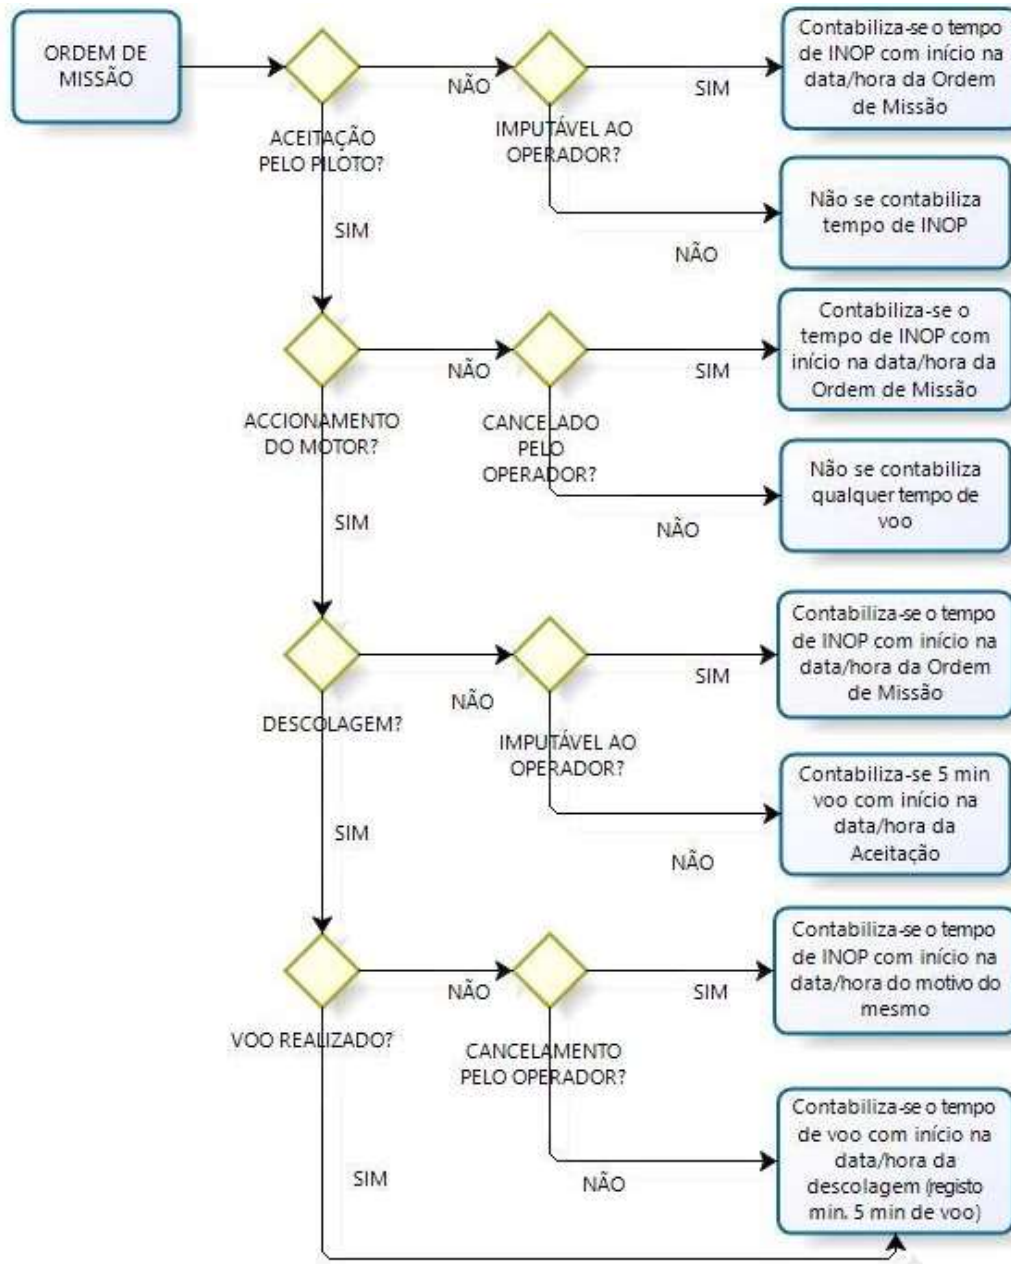 ORDEM DE
MISSÃO
NÃO
SIM
Contabiliza-se o tempo
de INOP com início na
data/hora da Ordem
de Missão
ACEITAÇÃO
PELO PILOTO?
IMPUTÁVEL AO
OPERADOR?
SIM
NÃO
Não se contabiliza
tempo de INOP
NÃO
SIM
Contabiliza-se o
tempo de INOP com
início na data/hora da
Ordem de Missão
ACCIONAMENTO
DO MOTOR?
CANCELADO
PELO
OPERADOR?
SIM
NÃO
Não se contabiliza
qualquer tempo de
voo
NÃO
SIM
Contabiliza-se o tempo
de INOP com início na
data/hora da Ordem
de Missão
DESCOLAGEM?
IMPUTÁVEL AO
OPERADOR?
SIM
NÃO
Contabiliza-se 5 min
voo com início na
data/hora da
Aceitação
NÃO
SIM
Contabiliza-se o tempo
de INOP com início na
data/hora do motivo do
mesmo
VOO REALIZADO?
CANCELAMENTO
PELO OPERADOR?
SIM
NÃO
Contabiliza-se o tempo
de voo com início na
data/hora da
descolagem (registo
min. 5 min de voo)